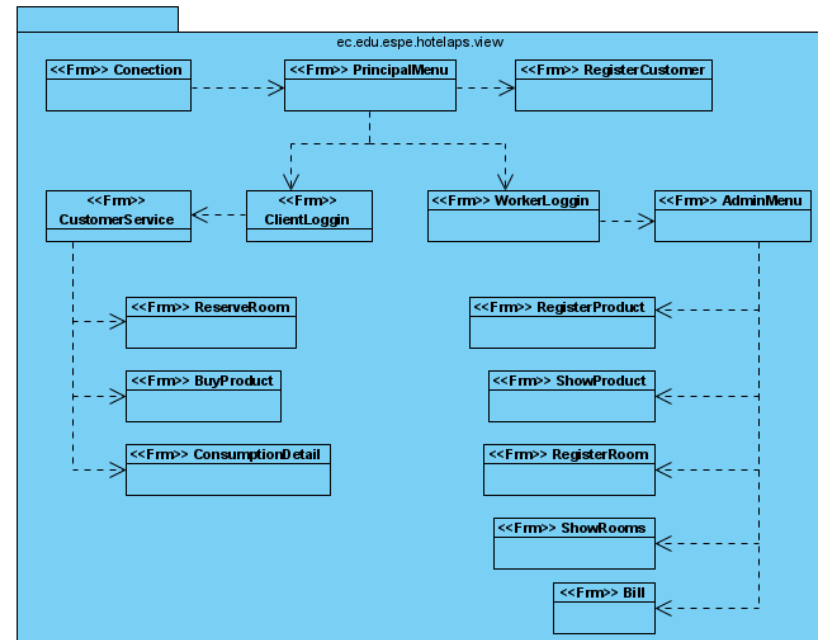 ec.edu.espe.hotelaps.view
<<Frm>> Conection
<<Frm>> PrincipalMenu
<<Frm>> RegisterCustomer
<<Frm>>
CustomerService
<<Frm>>
ClientLoggin
<<Frm>> WorkerLoggin
<<Frm>> AdminMenu
<<Frm>> ReserveRoom
<<Frm>> RegisterProduct
<<Frm>> BuyProduct
<<Frm>> ShowProduct
<<Frm>> ConsumptionDetail
<<Frm>> RegisterRoom
<<Frm>> ShowRooms
<<Frm>> Bill